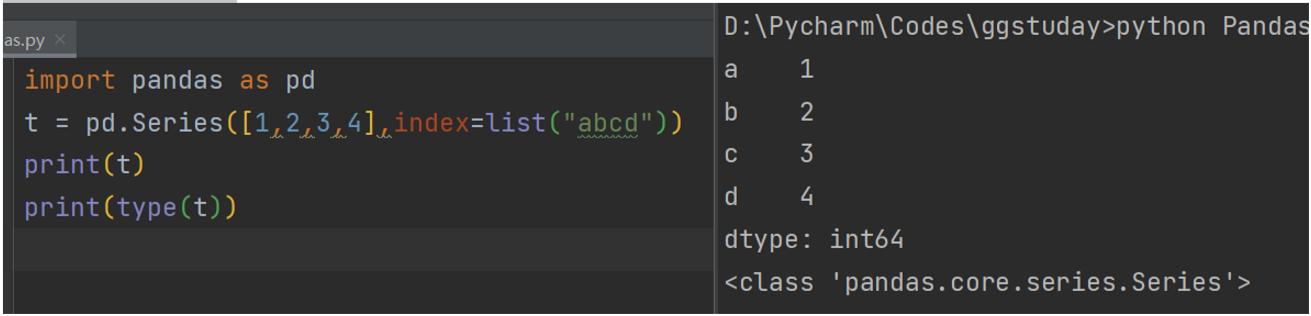 as.py
import pandas as pd
t = pd.Series([1,2,3,4],index=list("abcd"))
print(t)
print(type(t))
D:\Pycharm\Codes\ggstuday>python Pandas
a    1
b    2
c    3
d    4
dtype: int64
<class 'pandas.core.series.Series'>